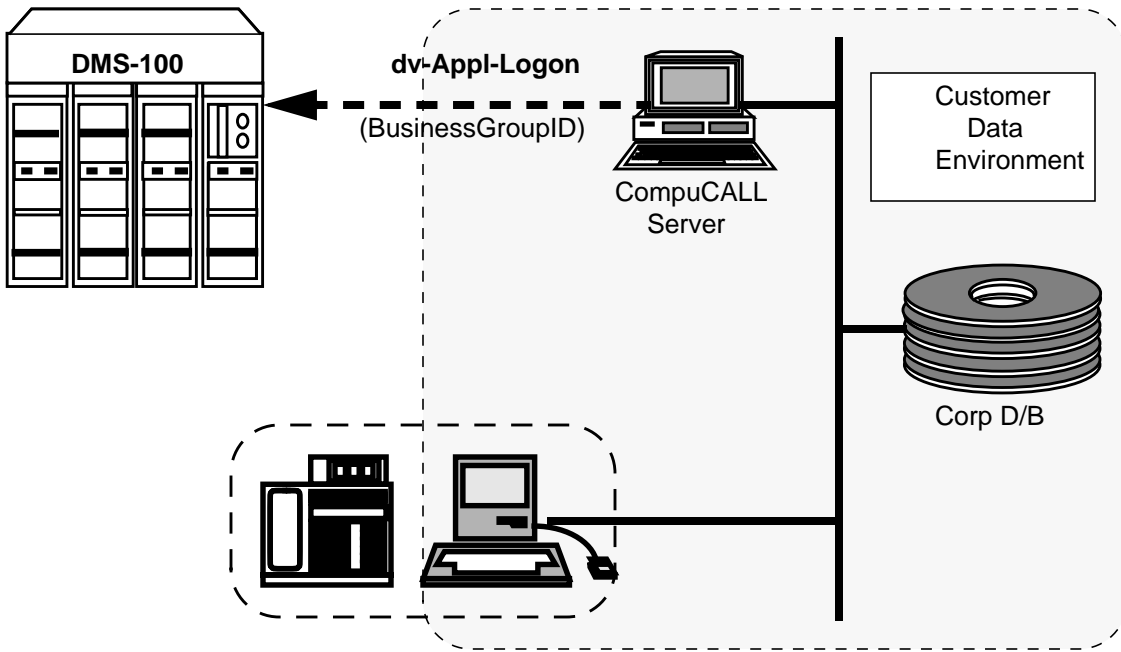 DMS-100
dv-Appl-Logon
(BusinessGroupID)
CompuCALL
Server
Customer
Data
Environment
Corp D/B